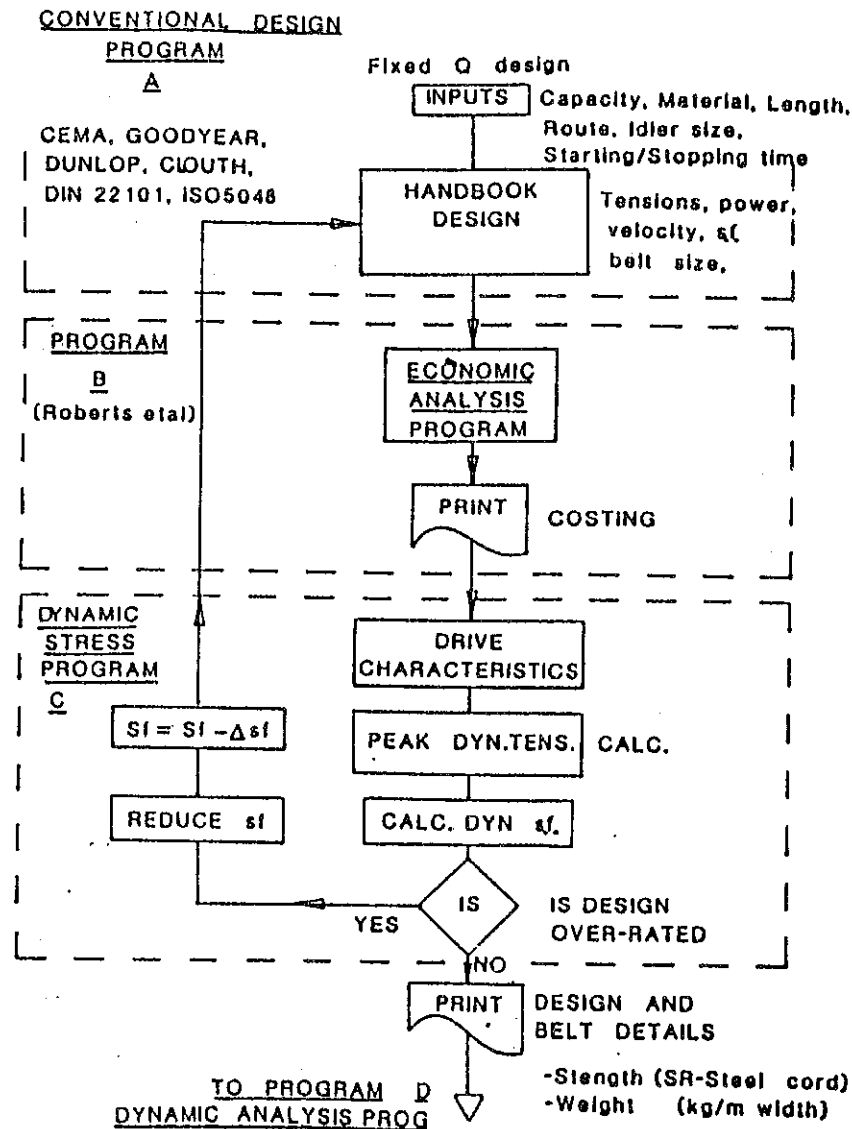 CONVENTIONAL DESIGN
PROGRAM
A
Fixed Q design
INPUTS
Capacity, Material, Length,
Route, Idler size,
Starting/Stopping time
CEMA, GOODYEAR,
DUNLOP, CLOUTH,
DIN 22101, ISO5048
HANDBOOK
DESIGN
Tensions, power,
velocity, sf,
belt size,
PROGRAM
B
(Roberts etal)
ECONOMIC
ANALYSIS
PROGRAM
PRINT
COSTING
DYNAMIC
STRESS
PROGRAM
C
DRIVE
CHARACTERISTICS
Sf = Sf - Δsf
PEAK DYN.TENS. CALC.
REDUCE sf
CALC. DYN sf.
IS
YES
IS DESIGN
OVER-RATED
NO
PRINT
DESIGN AND
BELT DETAILS
-Stength (SR-Steel cord)
-Weight (kg/m width)
TO PROGRAM D
DYNAMIC ANALYSIS PROG